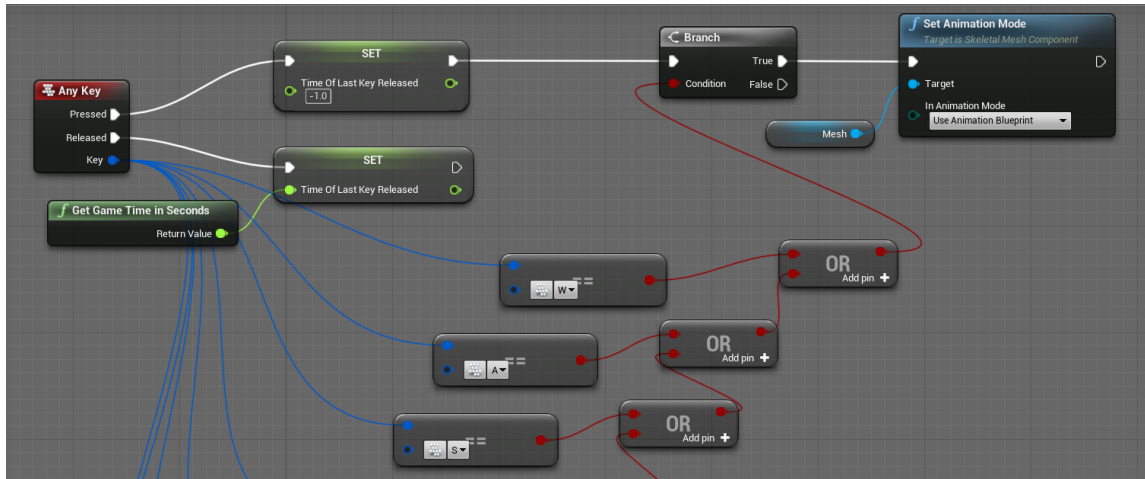 SET
Time Of Last Key Released
-1.0
Branch
True
Condition
False
Set Animation Mode
Target is Skeletal Mesh Component
Target
In Animation Mode
Use Animation Blueprint
Mesh
Any Key
Pressed
Released
Key
SET
Time Of Last Key Released
f Get Game Time in Seconds
Return Value
==
W
OR
Add pin +
==
A
OR
Add pin +
==
S
OR
Add pin +